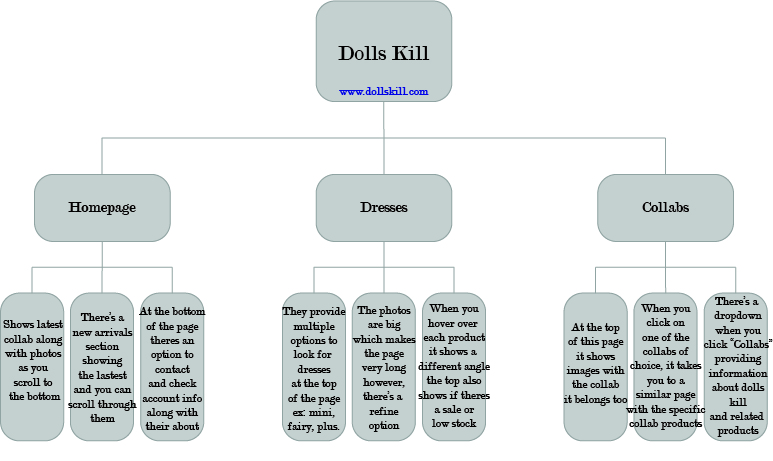 Dolls Kill
www.dollskill.com
Homepage
Dresses
Collabs
Shows latest
collab along
with photos
as you
scroll to
the bottom
There's a
new arrivals
section
showing
the lastest
and you can
scroll through
them
At the bottom
of the page
theres an
option to
contact
and check
account info
along with
their about
They provide
multiple
options to
look for
dresses
at the top
of the page
ex: mini,
fairy, plus.
The photos
are big
which makes
the page
very long
however,
there's a
refine
option
When you
hover over
each product
it shows a
different angle
the top also
shows if theres
a sale or
low stock
At the top
of this page
it shows
images with
the collab
it belongs too
When you
click on
one of the
collabs of
choice, it takes
you to a
similar page
with the specific
collab products
There's a
dropdown
when you
click "Collabs"
providing
information
about dolls
kill
and related
products